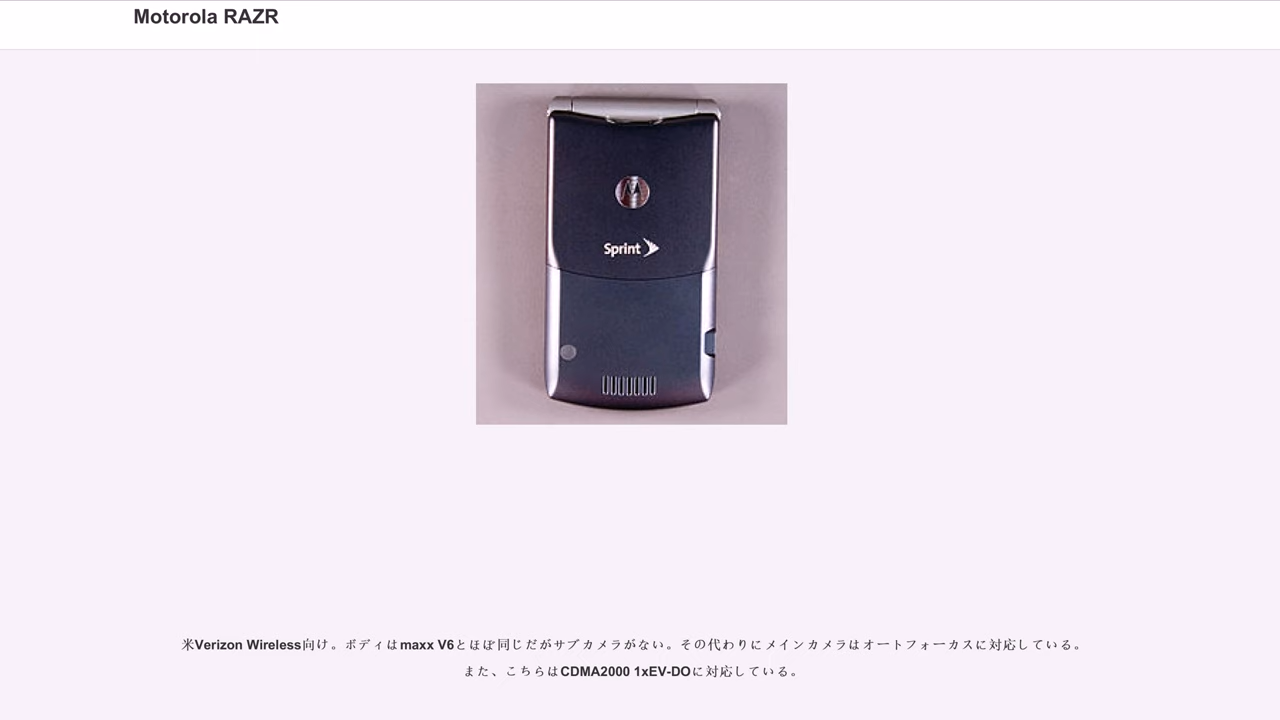 Motorola RAZR
Sprint
米Verizon Wireless向け。ボディはmaxx V6とほぼ同じだがサブカメラがない。その代わりにメインカメラはオートフォーカスに対応している。
また、こちらはCDMA2000 1xEV-DOに対応している。